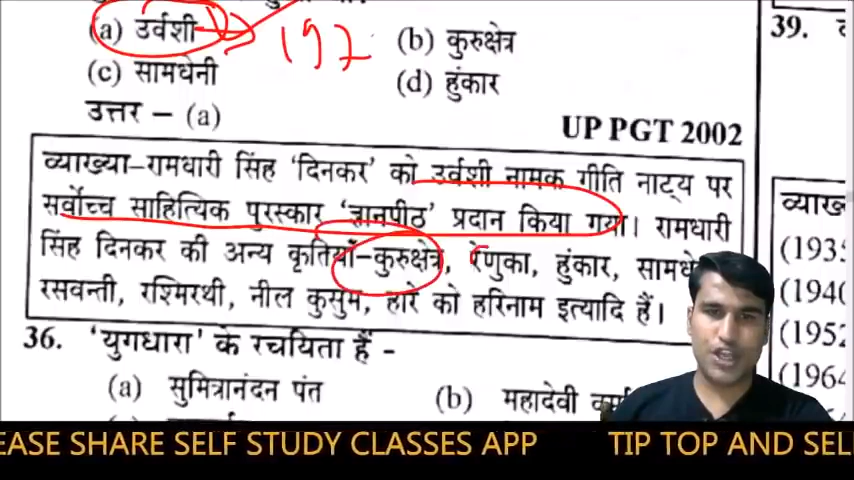 (a) उर्वशी
197
(b) कुरुक्षेत्र
(c) सामधेनी
(d) हुंकार
उत्तर – (a)
UP PGT 2002
व्याख्या–रामधारी सिंह 'दिनकर' को उर्वशी नामक गीति नाट्य पर
सर्वोच्च साहित्यिक पुरस्कार 'ज्ञानपीठ' प्रदान किया गया। रामधारी
सिंह दिनकर की अन्य कृतियाँ–कुरुक्षेत्र, रेणुका, हुंकार,
रसवन्ती, रश्मिरथी, नील कुसुम, हारे को हरिनाम इत्यादि हैं।
36. 'युगधारा' के रचयिता हैं -
(a) सुमित्रानंदन पंत
(b) महादेवी
39.
(1940
(1952
(1964
EASE SHARE SELF STUDY CLASSES APP TIP TOP AND SEL